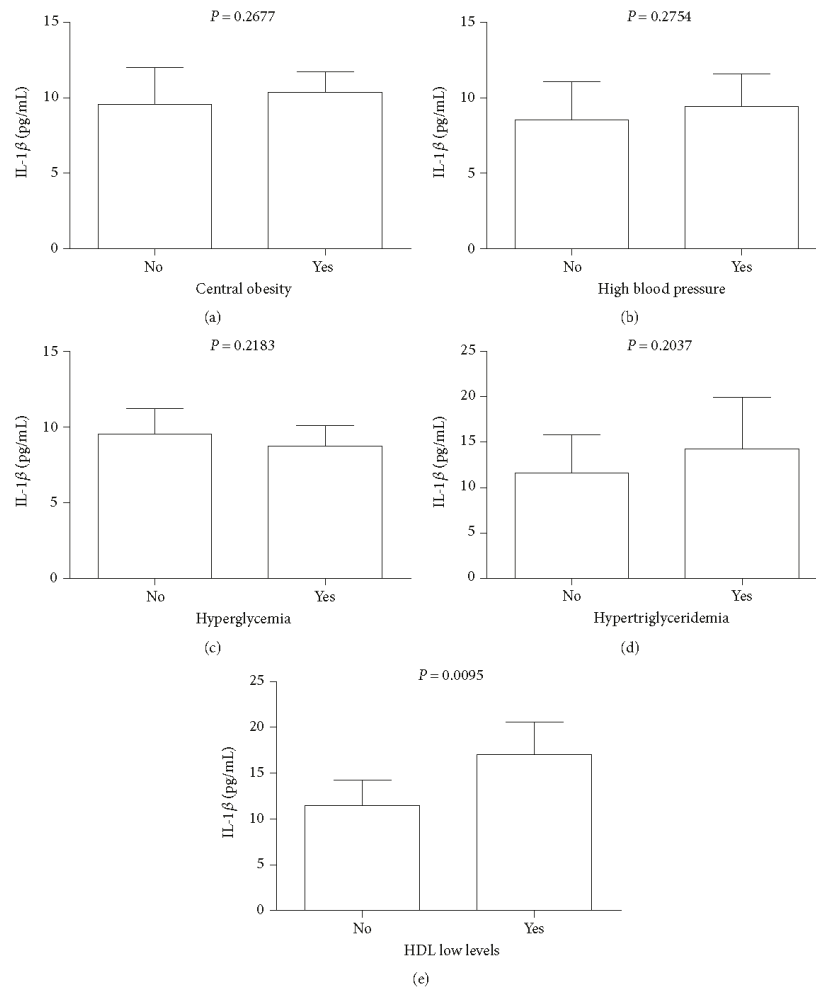 P = 0.2677
15
10
5
0
IL-1β (pg/mL)
No Yes
Central obesity
(a)
P = 0.2754
15
10
5
0
IL-1β (pg/mL)
No Yes
High blood pressure
(b)
P = 0.2183
15
10
5
0
IL-1β (pg/mL)
No Yes
Hyperglycemia
(c)
P = 0.2037
25
20
15
10
5
0
IL-1β (pg/mL)
No Yes
Hypertriglyceridemia
(d)
P = 0.0095
25
20
15
10
5
0
IL-1β (pg/mL)
No Yes
HDL low levels
(e)